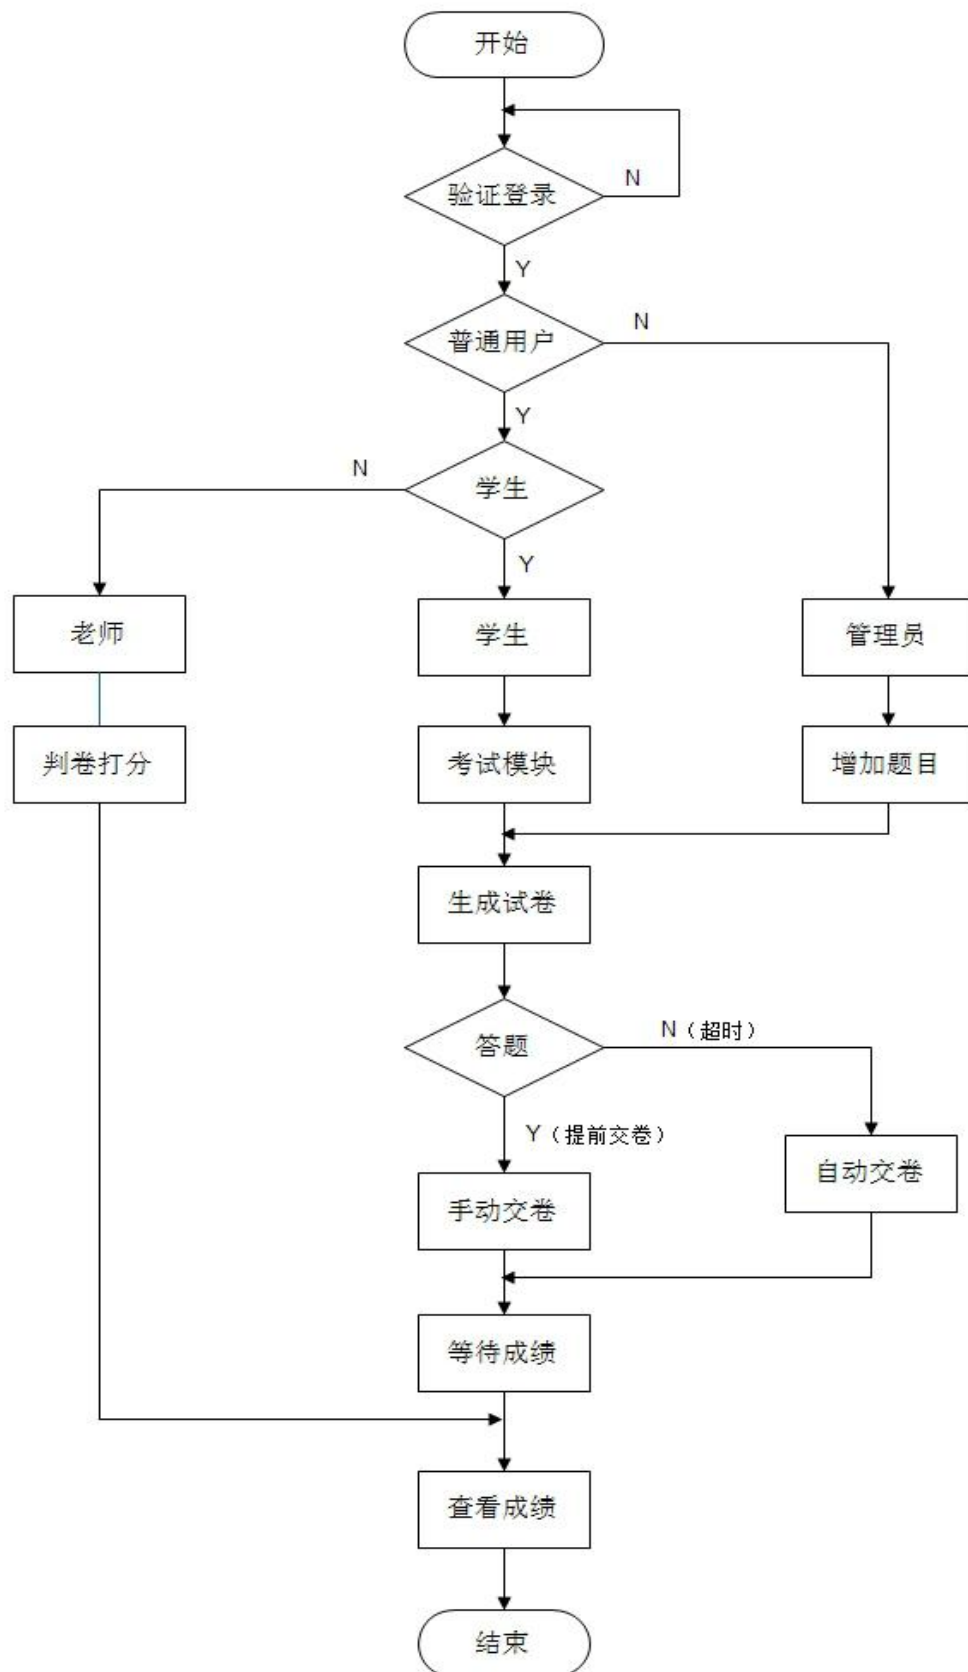 开始
N
验证登录
Y
N
普通用户
Y
N
学生
Y
老师
学生
管理员
判卷打分
考试模块
增加题目
生成试卷
N（超时）
答题
Y（提前交卷）
自动交卷
手动交卷
等待成绩
查看成绩
结束